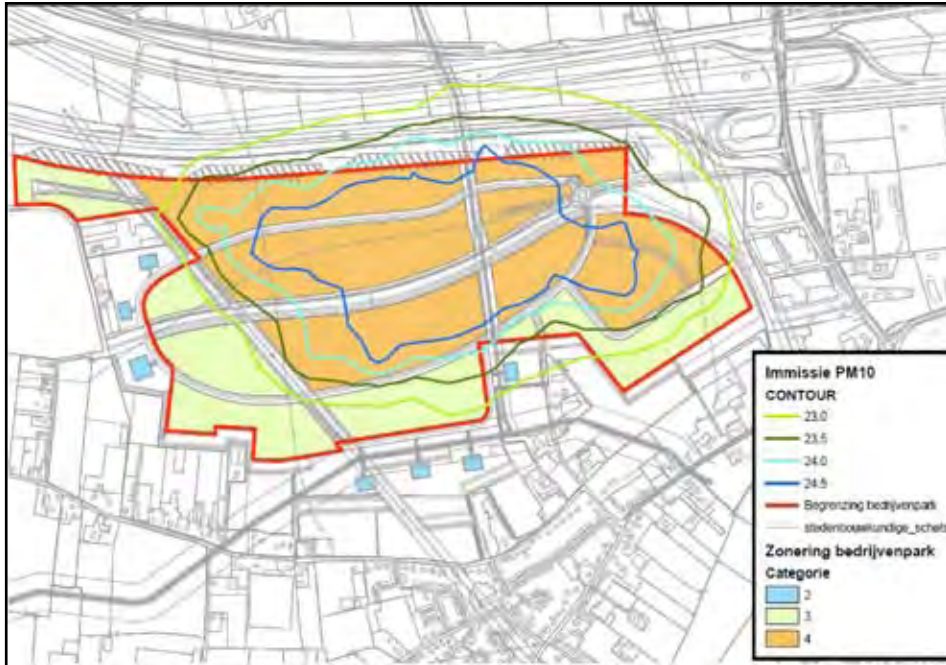 Immissie PM10
CONTOUR
23.0
23.5
24.0
24.5
Begrenzing bedrijvenpark
stedenbouwkundige_schets
Zonering bedrijvenpark
Categorie
2
3
4